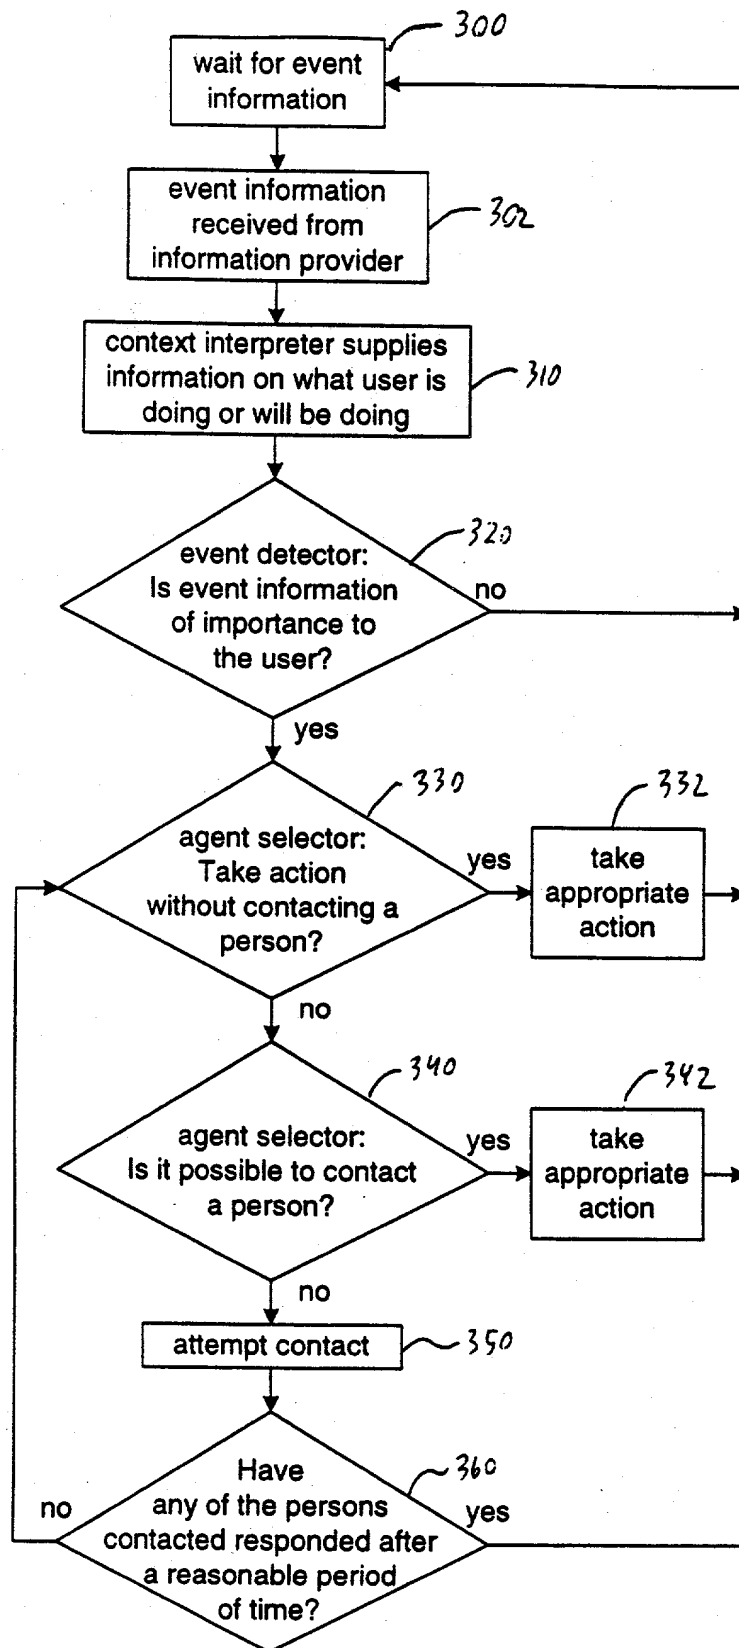 300
wait for event
information
event information
received from
information provider
302
context interpreter supplies
information on what user is
doing or will be doing
310
320
event detector:
Is event information
of importance to
the user?
no
yes
330
agent selector:
Take action
without contacting a
person?
yes
332
take
appropriate
action
no
340
agent selector:
Is it possible to contact
a person?
yes
342
take
appropriate
action
no
attempt contact
350
360
Have
any of the persons
contacted responded after
a reasonable period
of time?
no
yes